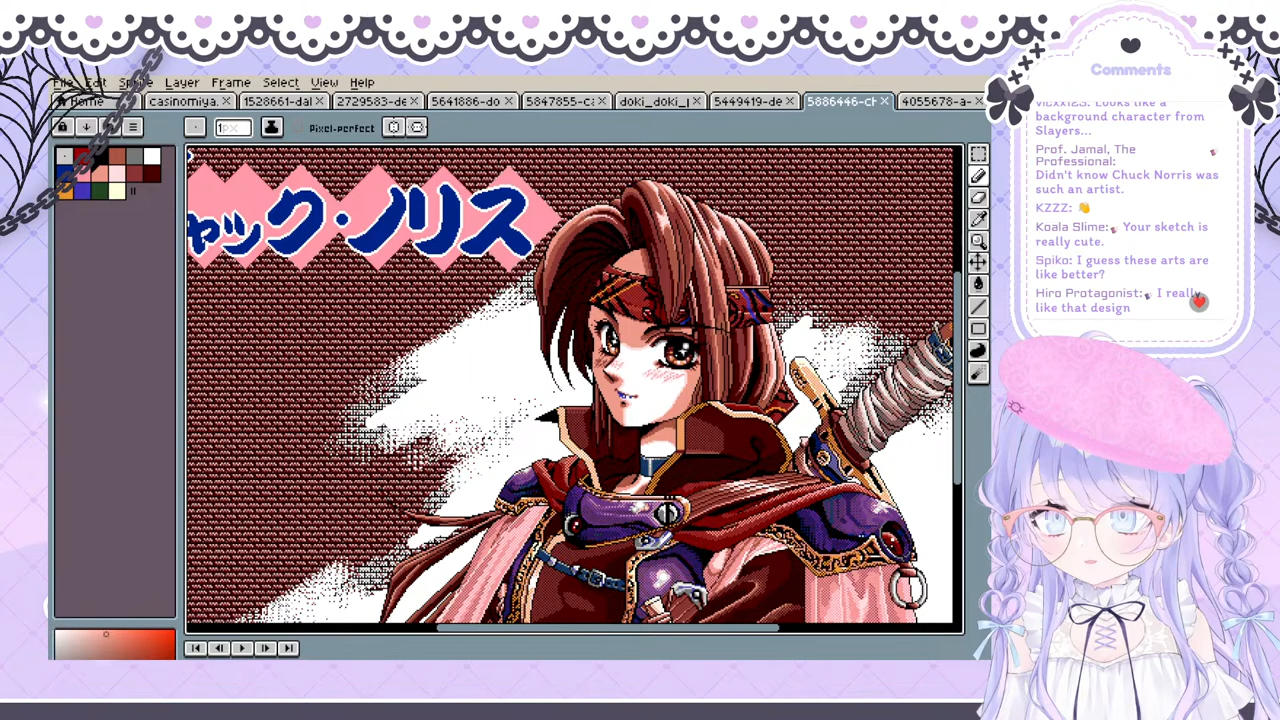 File Edit Sprite Layer Frame Select View Help
Home casinomiya. 1528661-dal 2729583-de 5641886-do 5847855-ca doki_doki_ 5449419-de 5886446-ch 4055678-a-
1px Pixel-perfect
ャック・ノリス
Comments
vicxx123: Looks like a
background character from
Slayers...
Prof. Jamal, The
Professional:
Didn't know Chuck Norris was
such an artist.
KZZZ: 👋
Koala Slime: Your sketch is
really cute.
Spiko: I guess these arts are
like better?
Hiro Protagonist: I really
like that design